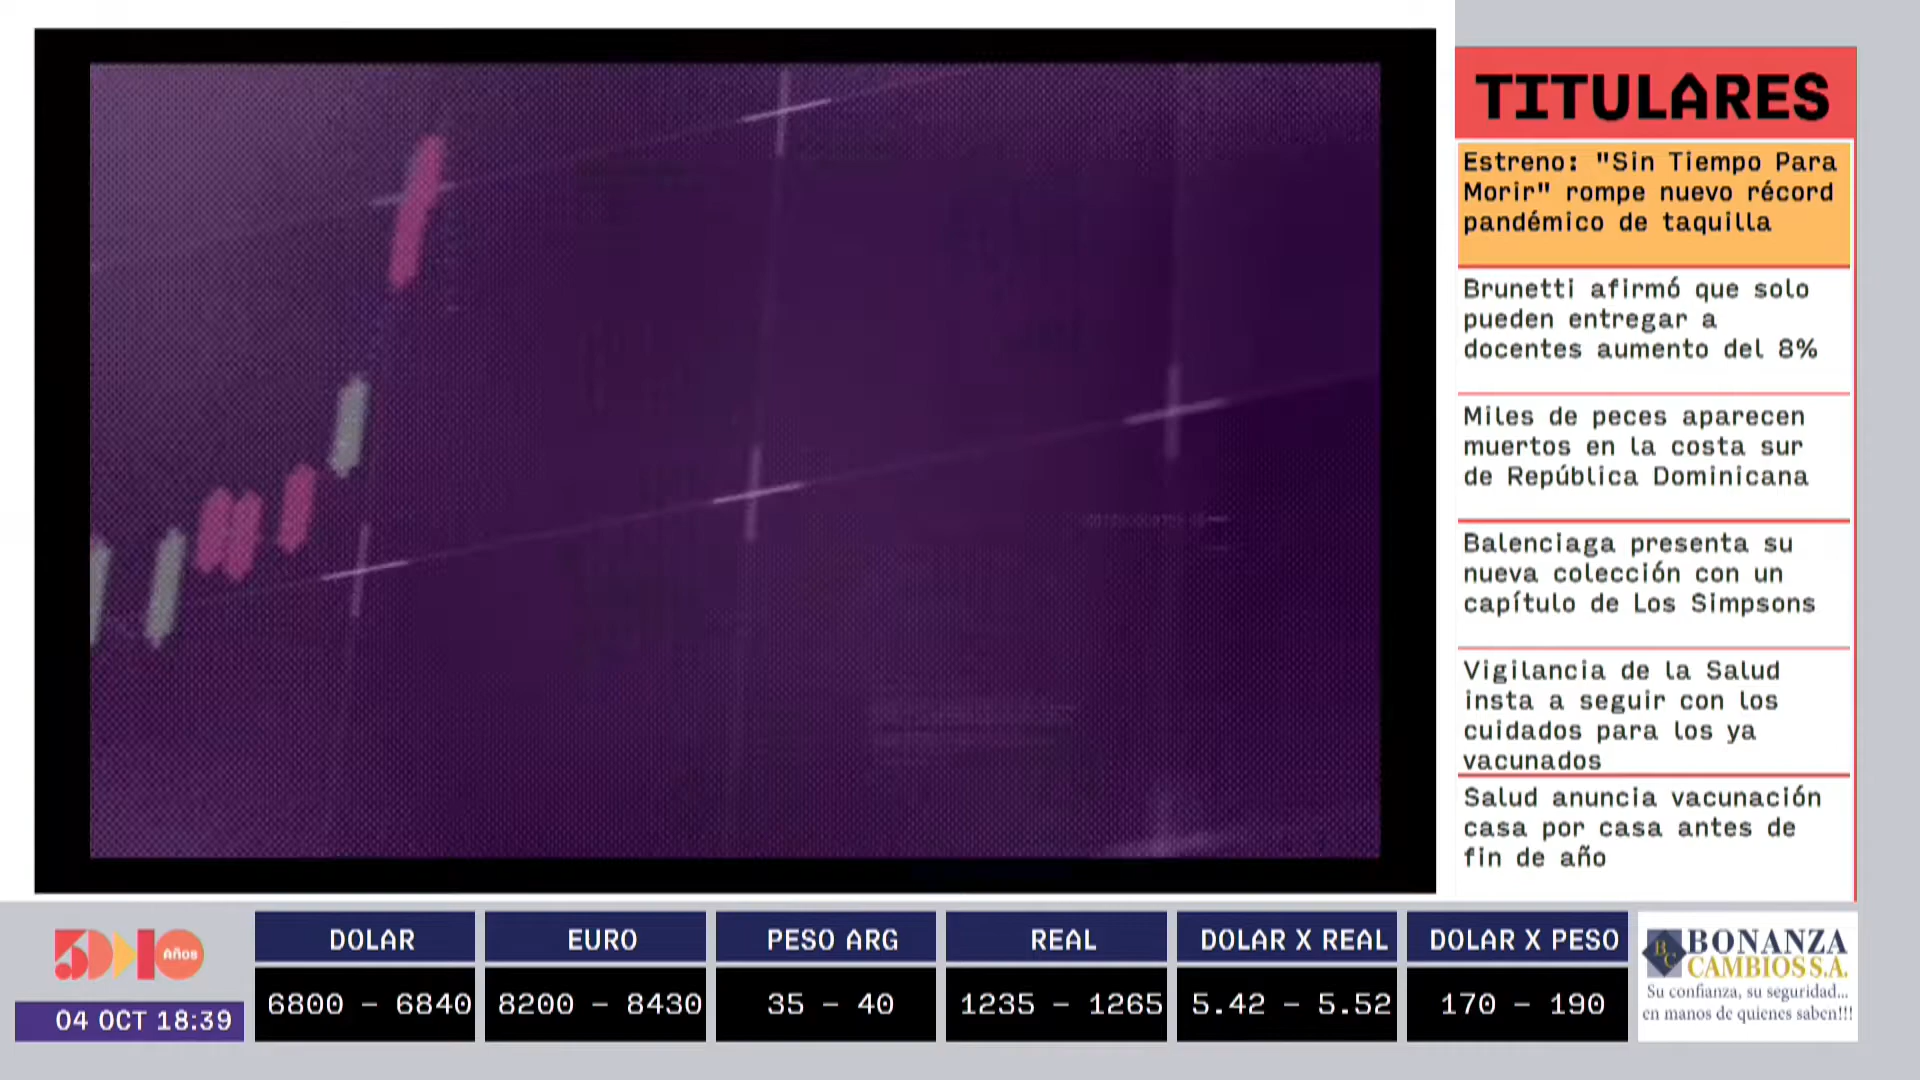 TITULARES
Estreno: "Sin Tiempo Para
Morir" rompe nuevo récord
pandémico de taquilla
Brunetti afirmó que solo
pueden entregar a
docentes aumento del 8%
Miles de peces aparecen
muertos en la costa sur
de República Dominicana
Balenciaga presenta su
nueva colección con un
capítulo de Los Simpsons
Vigilancia de la Salud
insta a seguir con los
cuidados para los ya
vacunados
Salud anuncia vacunación
casa por casa antes de
fin de año
Años
04 OCT 18:39
DOLAR
6800 - 6840
EURO
8200 - 8430
PESO ARG
35 - 40
REAL
1235 - 1265
DOLAR X REAL
5.42 - 5.52
DOLAR X PESO
170 - 190
BC
BONANZA
CAMBIOS S.A.
Su confianza, su seguridad...
en manos de quienes saben!!!